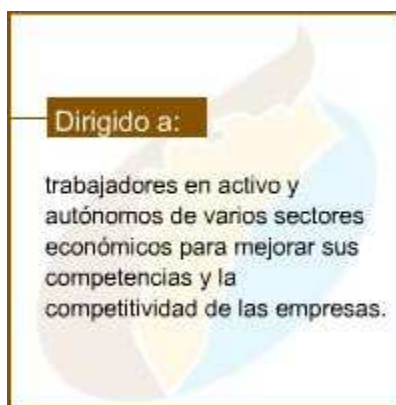 Dirigido a:
trabajadores en activo y
autónomos de varios sectores
económicos para mejorar sus
competencias y la
competitividad de las empresas.